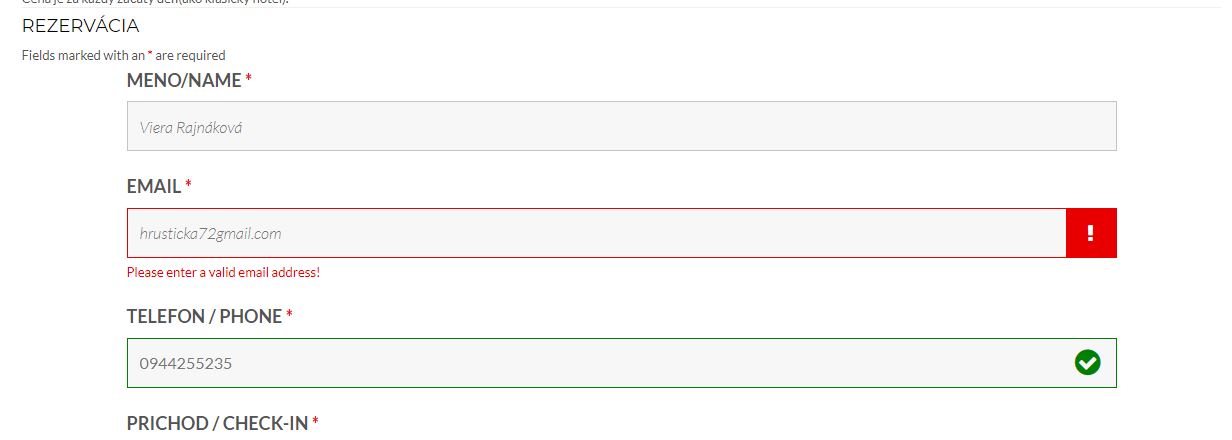 Cena je za každý začatý deň(ako klasický hotel).
REZERVÁCIA
Fields marked with an * are required
MENO/NAME *
Viera Rajnáková
EMAIL *
hrusticka72gmail.com
!
Please enter a valid email address!
TELEFON / PHONE *
0944255235
PRICHOD / CHECK-IN *